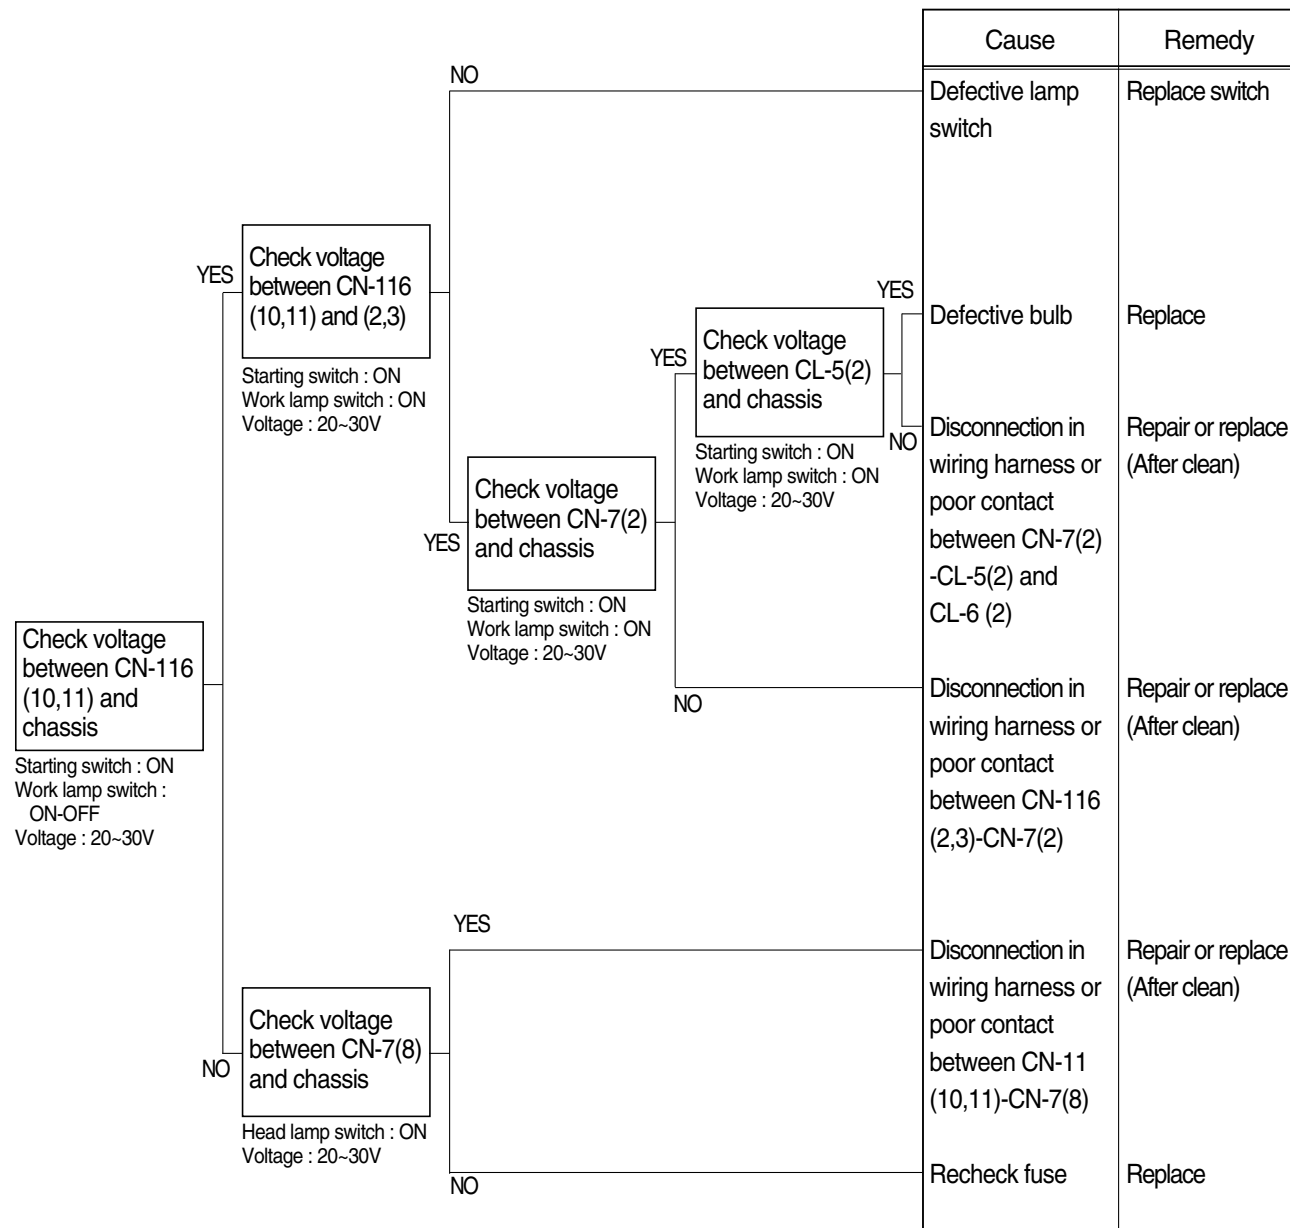 Cause
Remedy
NO
Defective lamp
switch
Replace switch
YES
Check voltage
between CN-116
(10,11) and (2,3)
Starting switch : ON
Work lamp switch : ON
Voltage : 20~30V
YES
Check voltage
between CL-5(2)
and chassis
Starting switch : ON
Work lamp switch : ON
Voltage : 20~30V
YES
Defective bulb
Replace
NO
Disconnection in
wiring harness or
poor contact
between CN-7(2)
-CL-5(2) and
CL-6 (2)
Repair or replace
(After clean)
YES
Check voltage
between CN-7(2)
and chassis
Starting switch : ON
Work lamp switch : ON
Voltage : 20~30V
NO
Disconnection in
wiring harness or
poor contact
between CN-116
(2,3)-CN-7(2)
Repair or replace
(After clean)
Check voltage
between CN-116
(10,11) and
chassis
Starting switch : ON
Work lamp switch :
ON-OFF
Voltage : 20~30V
YES
Disconnection in
wiring harness or
poor contact
between CN-11
(10,11)-CN-7(8)
Repair or replace
(After clean)
NO
Check voltage
between CN-7(8)
and chassis
Head lamp switch : ON
Voltage : 20~30V
NO
Recheck fuse
Replace